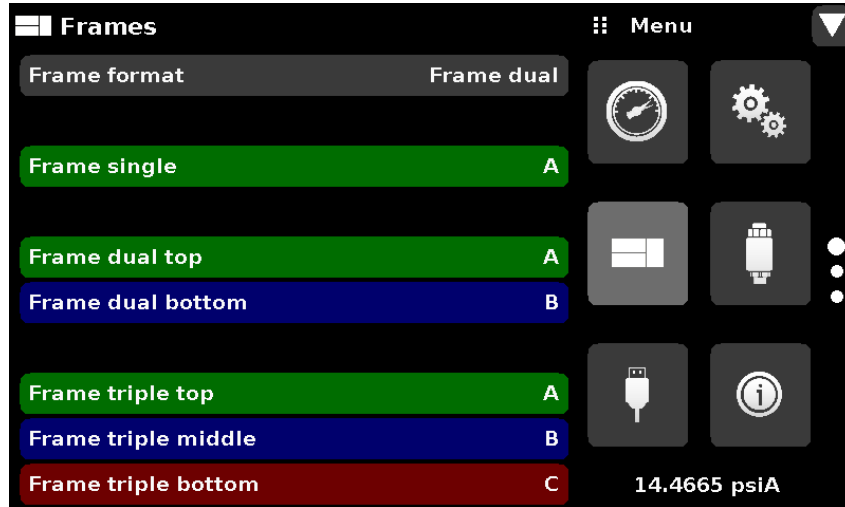 Frames
Menu
Frame format Frame dual
Frame single A
Frame dual top A
Frame dual bottom B
Frame triple top A
Frame triple middle B
Frame triple bottom C
14.4665 psiA